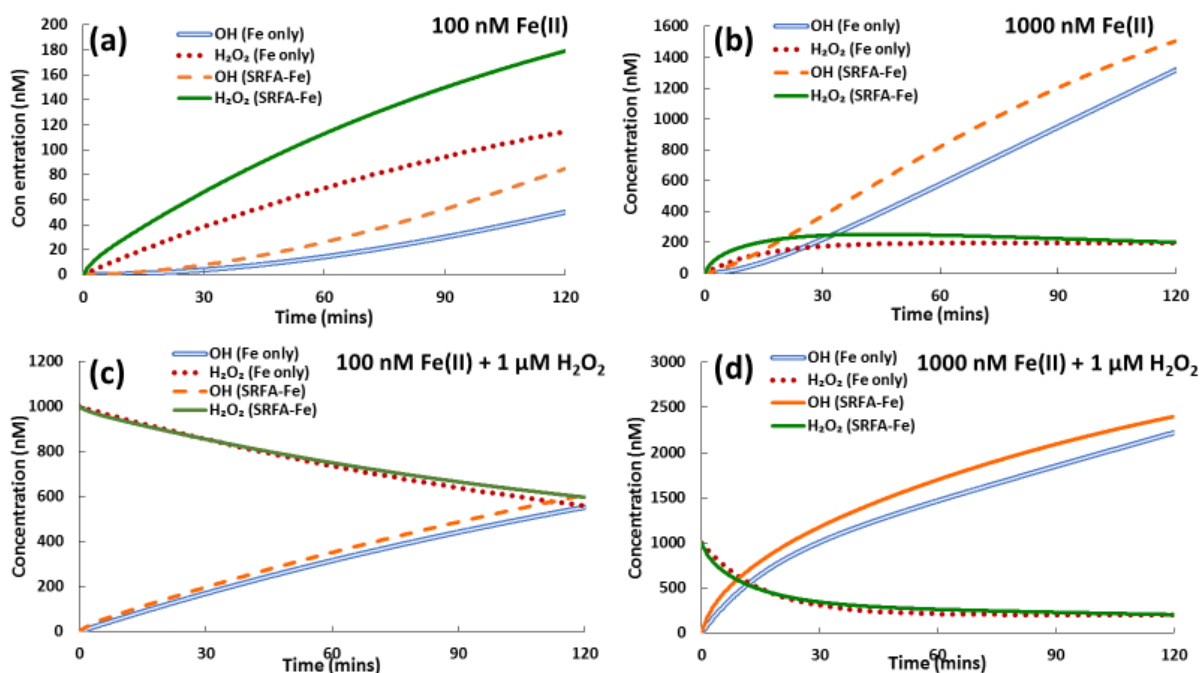 (a)
100 nM Fe(II)
OH (Fe only)
H₂O₂ (Fe only)
OH (SRFA-Fe)
H₂O₂ (SRFA-Fe)
Con entration (nM)
200
180
160
140
120
100
80
60
40
20
0
0 30 60 90 120
Time (mins)
(b)
1000 nM Fe(II)
OH (Fe only)
H₂O₂ (Fe only)
OH (SRFA-Fe)
H₂O₂ (SRFA-Fe)
Concentration (nM)
1600
1400
1200
1000
800
600
400
200
0
0 30 60 90 120
Time (mins)
(c)
100 nM Fe(II) + 1 μM H₂O₂
OH (Fe only)
H₂O₂ (Fe only)
OH (SRFA-Fe)
H₂O₂ (SRFA-Fe)
Concentration (nM)
1200
1000
800
600
400
200
0
0 30 60 90 120
Time (mins)
(d)
1000 nM Fe(II) + 1 μM H₂O₂
OH (Fe only)
H₂O₂ (Fe only)
OH (SRFA-Fe)
H₂O₂ (SRFA-Fe)
Concentration (nM)
3000
2500
2000
1500
1000
500
0
0 30 60 90 120
Time (mins)